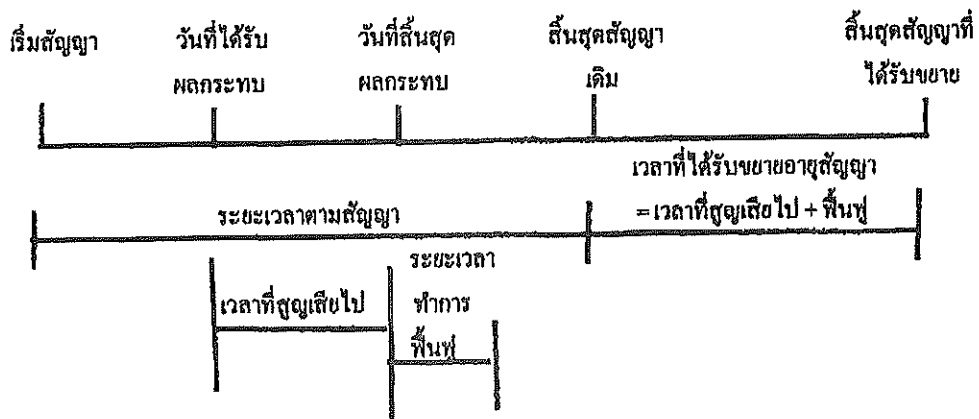 เริ่มสัญญา
วันที่ได้รับ
ผลกระทบ
วันที่สิ้นสุด
ผลกระทบ
สิ้นสุดสัญญา
เดิม
สิ้นสุดสัญญาที่
ได้รับขยาย
เวลาที่ได้รับขยายอายุสัญญา
=เวลาที่สูญเสียไป + ฟื้นฟู
ระยะเวลาตามสัญญา
เวลาที่สูญเสียไป
ระยะเวลา
ทำการ
ฟื้นฟู